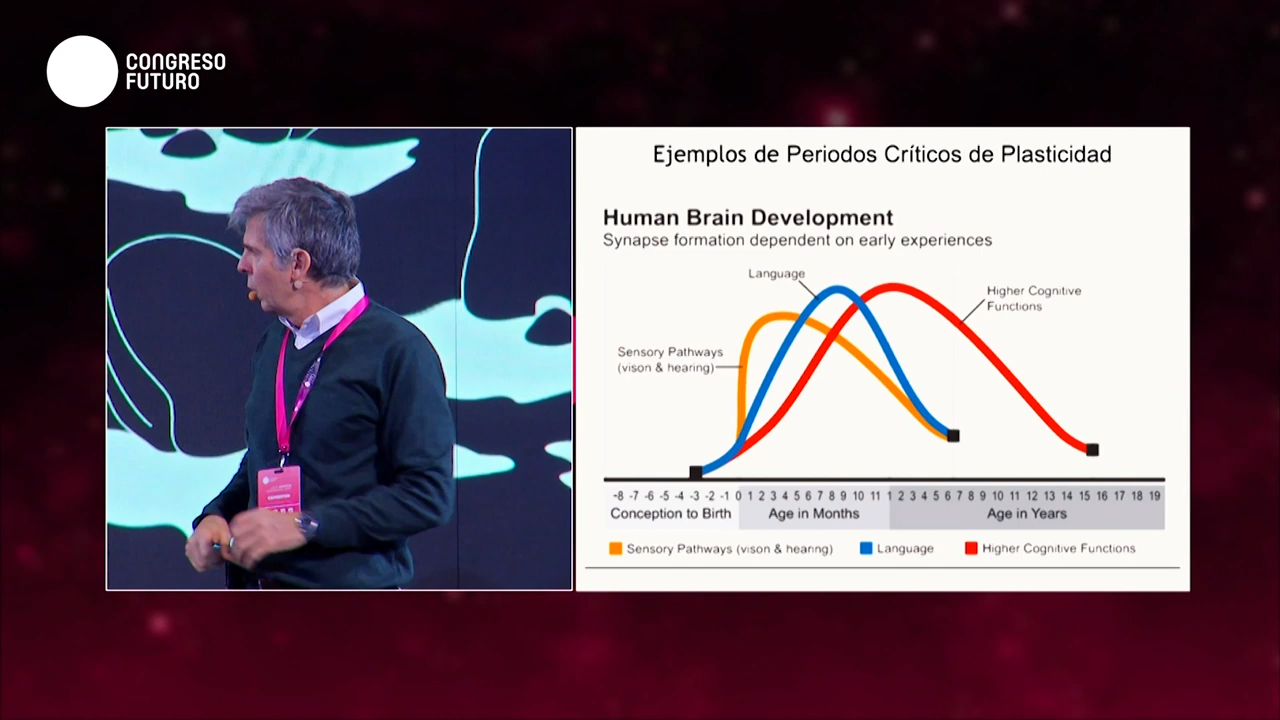 CONGRESO
FUTURO
Ejemplos de Periodos Críticos de Plasticidad
Human Brain Development
Synapse formation dependent on early experiences
Language
Higher Cognitive
Functions
Sensory Pathways
(vison & hearing)
-8 -7 -6 -5 -4 -3 -2 -1 0 1 2 3 4 5 6 7 8 9 10 11 1 2 3 4 5 6 7 8 9 10 11 12 13 14 15 16 17 18 19
Conception to Birth Age in Months Age in Years
Sensory Pathways (vison & hearing) Language Higher Cognitive Functions